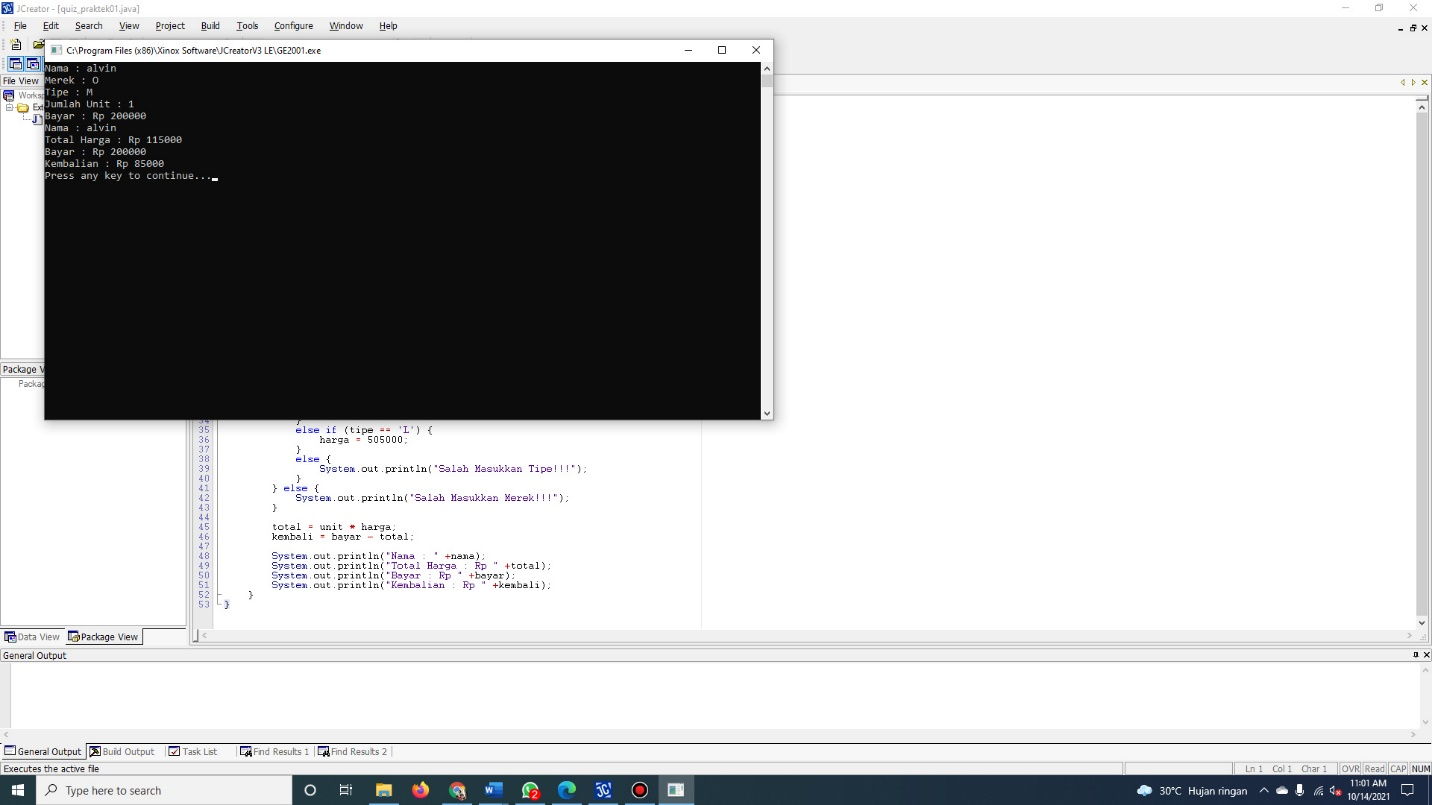 JCreator - [quiz_praktek01.java]
File Edit Search View Project Build Tools Configure Window Help
C:\Program Files (x86)\Xinox Software\JCreatorV3 LE\GE2001.exe
File View
Nama : alvin
Merek : O
Tipe : M
Jumlah Unit : 1
Bayar : Rp 200000
Nama : alvin
Total Harga : Rp 115000
Bayar : Rp 200000
Kembalian : Rp 85000
Press any key to continue...
Package V
35 else if (tipe == 'L') {
36 harga = 505000;
37 }
38 else {
39 System.out.println("Salah Masukkan Tipe!!!");
40 }
41 } else {
42 System.out.println("Salah Masukkan Merek!!!");
43 }
44
45 total = unit * harga;
46 kembali = bayar - total;
47
48 System.out.println("Nama : " +nama);
49 System.out.println("Total Harga : Rp " +total);
50 System.out.println("Bayar : Rp " +bayar);
51 System.out.println("Kembalian : Rp " +kembali);
52 }
53 }
Data View Package View
General Output
General Output Build Output Task List Find Results 1 Find Results 2
Executes the active file Ln 1 Col 1 Char 1 OVR Read CAP NUM
Type here to search 2 30°C Hujan ringan 11:01 AM
10/14/2021